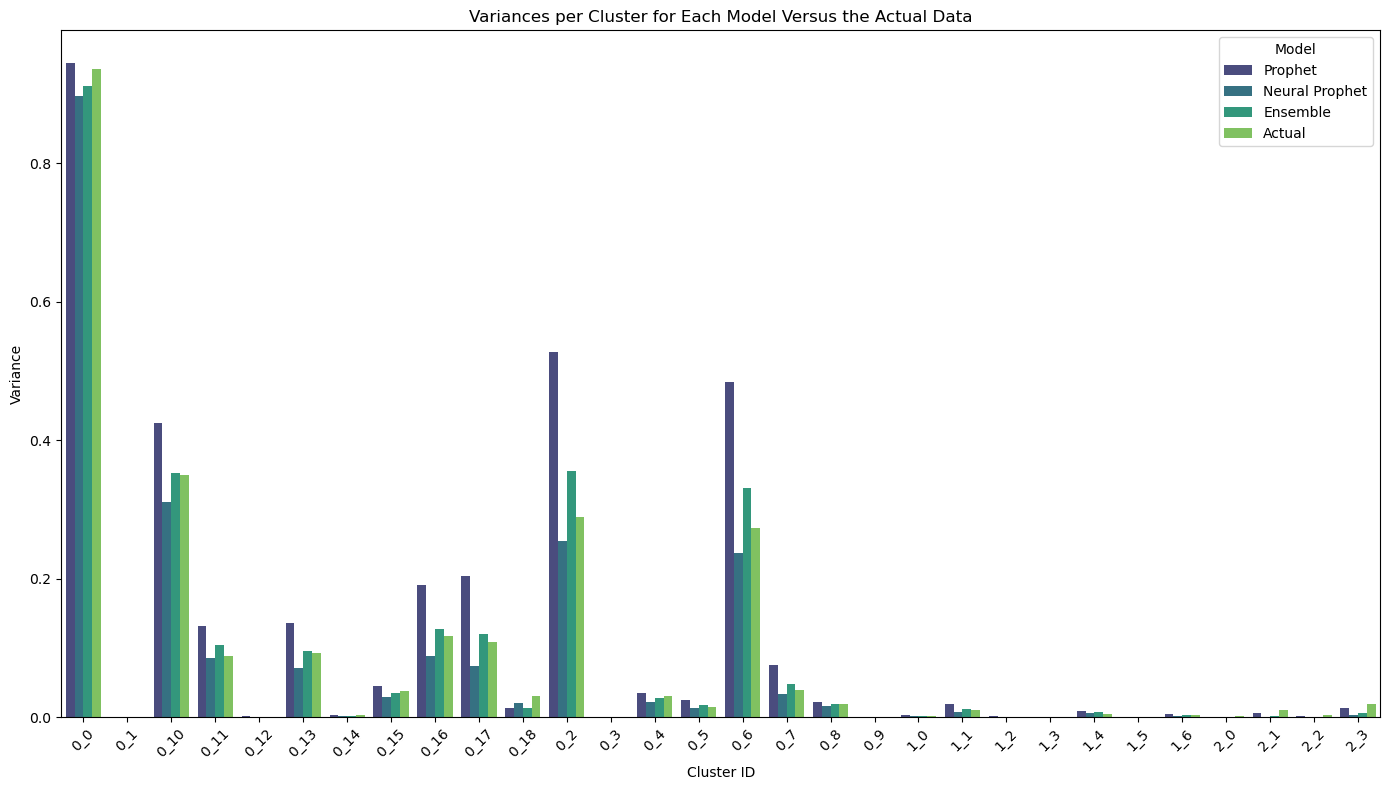 Variances per Cluster for Each Model Versus the Actual Data
Model
Prophet
Neural Prophet
Ensemble
Actual
Variance
0.8
0.6
0.4
0.2
0.0
0_0 0_1 0_10 0_11 0_12 0_13 0_14 0_15 0_16 0_17 0_18 0_2 0_3 0_4 0_5 0_6 0_7 0_8 0_9 1_0 1_1 1_2 1_3 1_4 1_5 1_6 2_0 2_1 2_2 2_3
Cluster ID